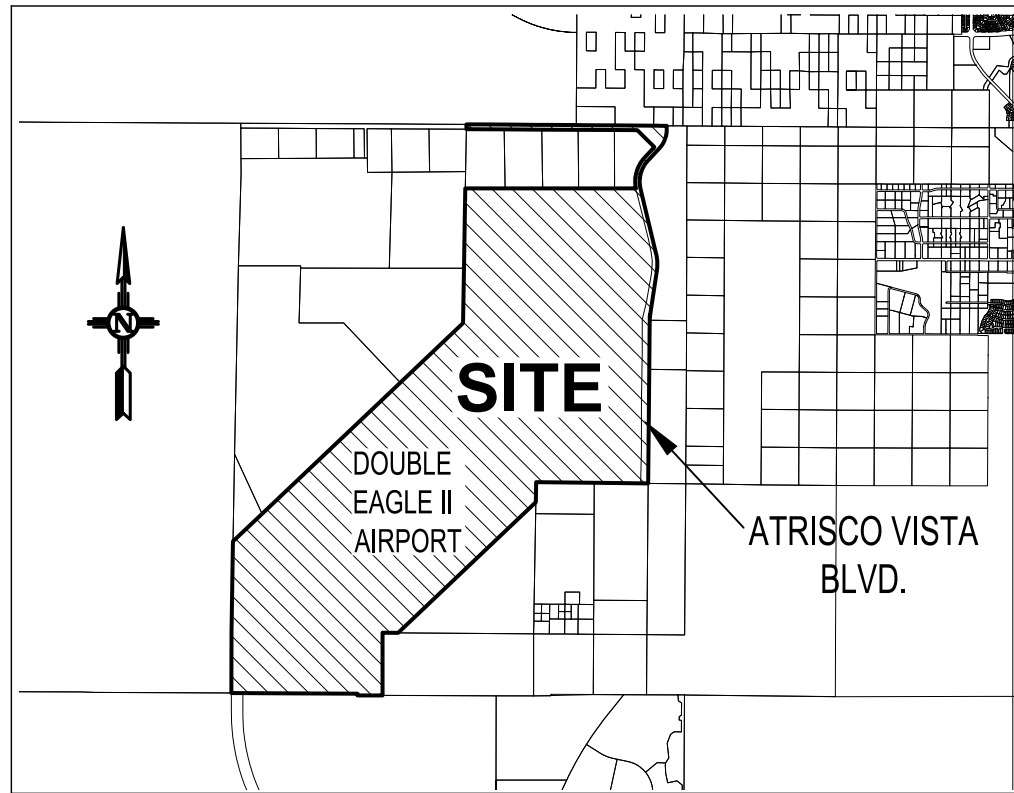 N
SITE
DOUBLE
EAGLE II
AIRPORT
ATRISCO VISTA
BLVD.